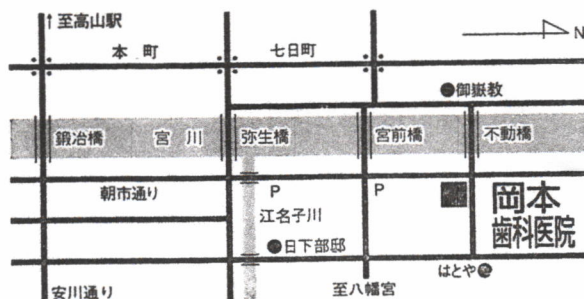 ↑至高山駅
本町
七日町
N
●御嶽教
鍛冶橋
宮川
弥生橋
宮前橋
不動橋
朝市通り
P
P
江名子川
●日下部邸
岡本
歯科医院
はとや
安川通り
至八幡宮